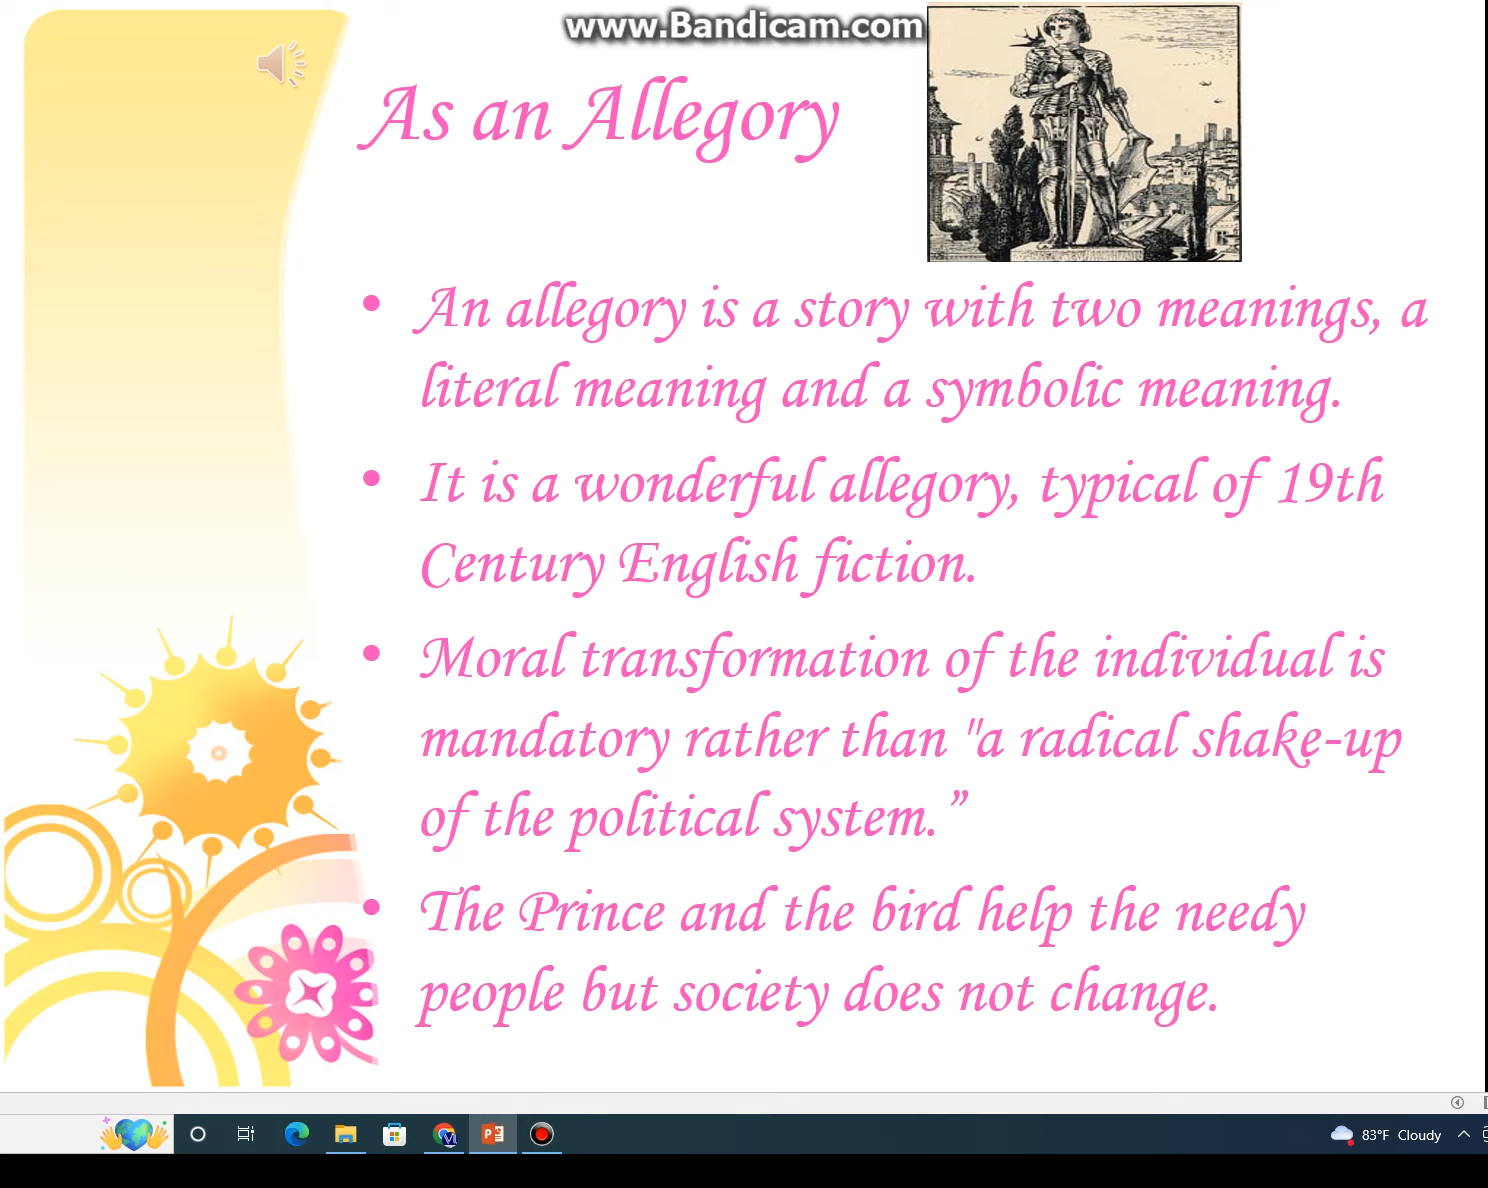 www.Bandicam.com
As an Allegory
• An allegory is a story with two meanings, a
literal meaning and a symbolic meaning.
• It is a wonderful allegory, typical of 19th
Century English fiction.
• Moral transformation of the individual is
mandatory rather than "a radical shake-up
of the political system.”
• The Prince and the bird help the needy
people but society does not change.
83°F Cloudy